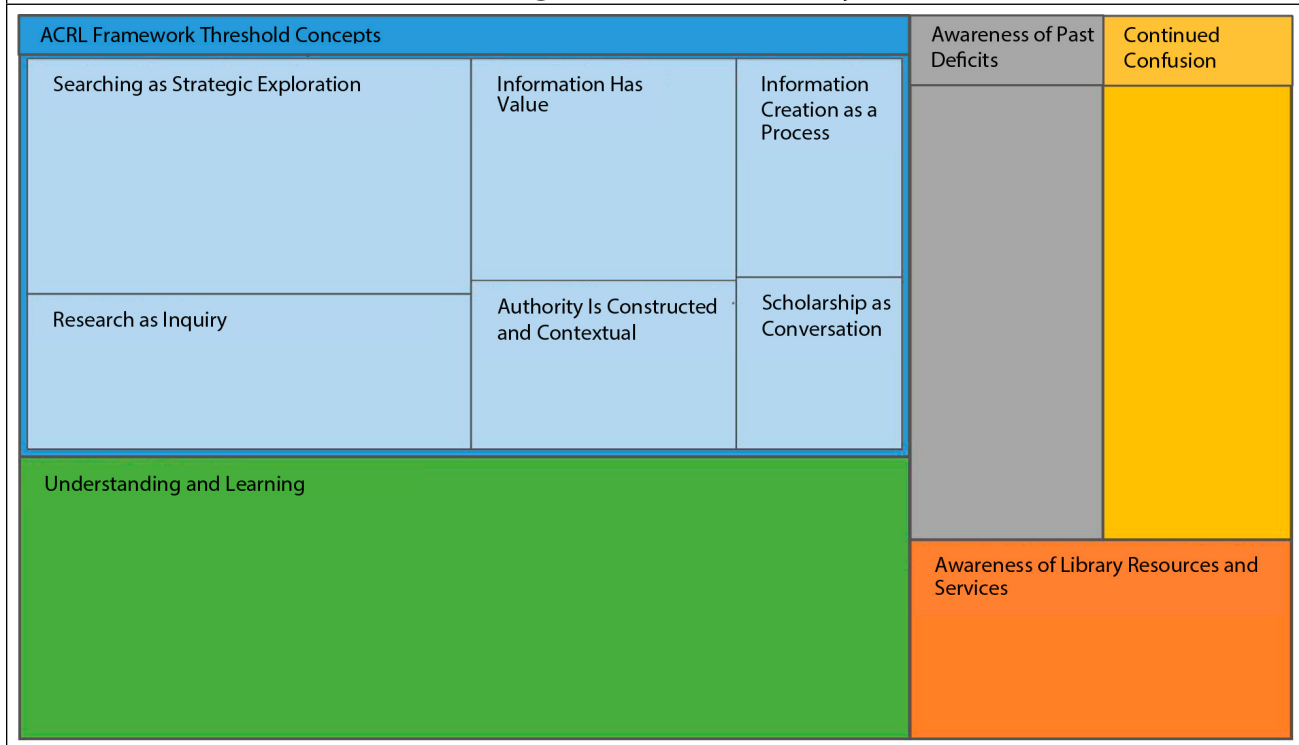 ACRL Framework Threshold Concepts
Searching as Strategic Exploration
Information Has
Value
Information
Creation as a
Process
Research as Inquiry
Authority Is Constructed
and Contextual
Scholarship as
Conversation
Understanding and Learning
Awareness of Past
Deficits
Continued
Confusion
Awareness of Library Resources and
Services